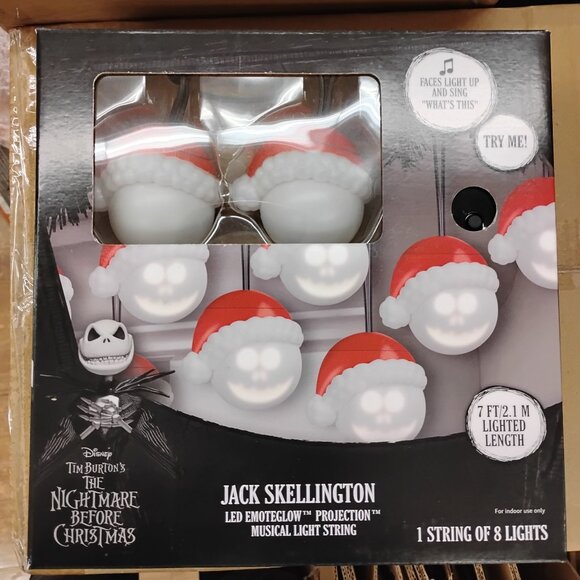 FACES LIGHT UP
AND SING
"WHAT'S THIS"
TRY ME!
7 FT/2.1 M
LIGHTED
LENGTH
Disney
TIM BURTON'S
THE
NIGHTMARE
BEFORE
CHRISTMAS
JACK SKELLINGTON
LED EMOTEGLOW™ PROJECTION™
MUSICAL LIGHT STRING
For indoor use only
1 STRING OF 8 LIGHTS